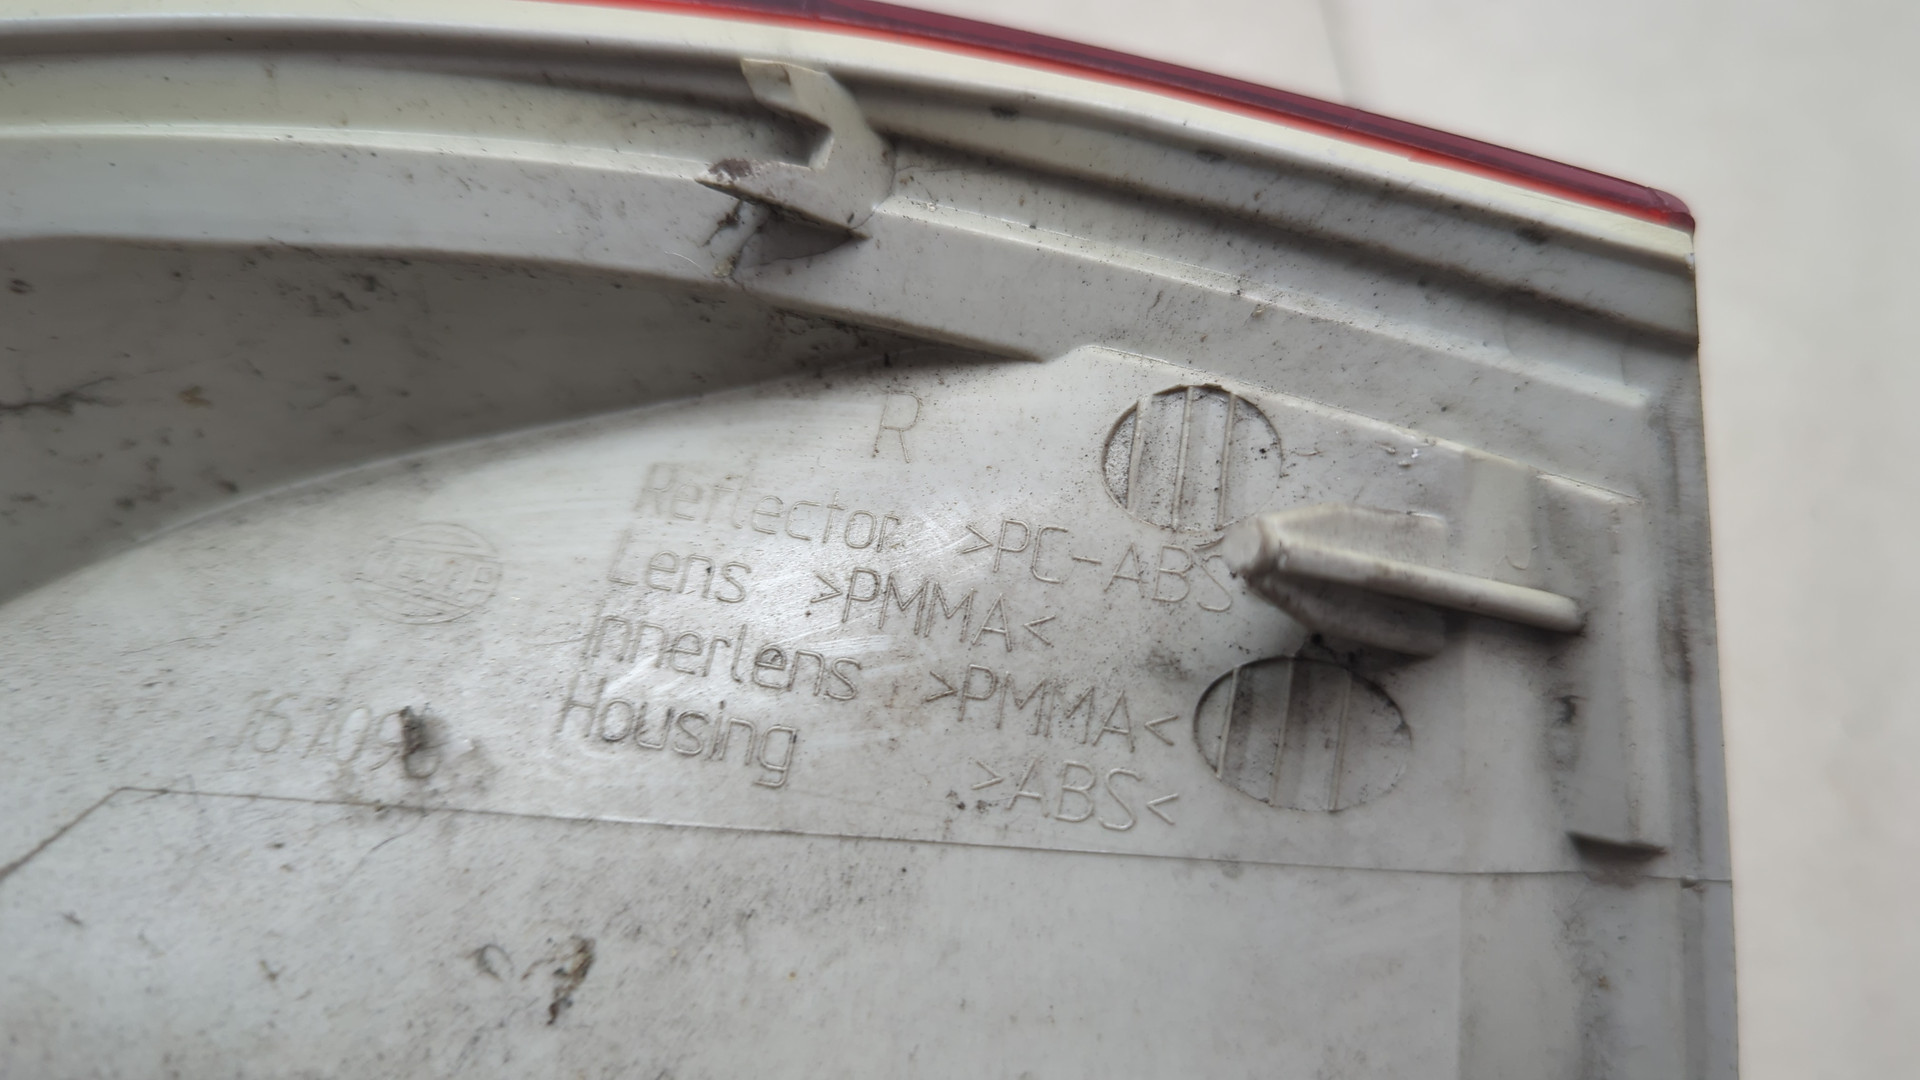 R
Reflector >PC-ABS
Lens >PMMA<
Innerlens >PMMA<
Housing >ABS<